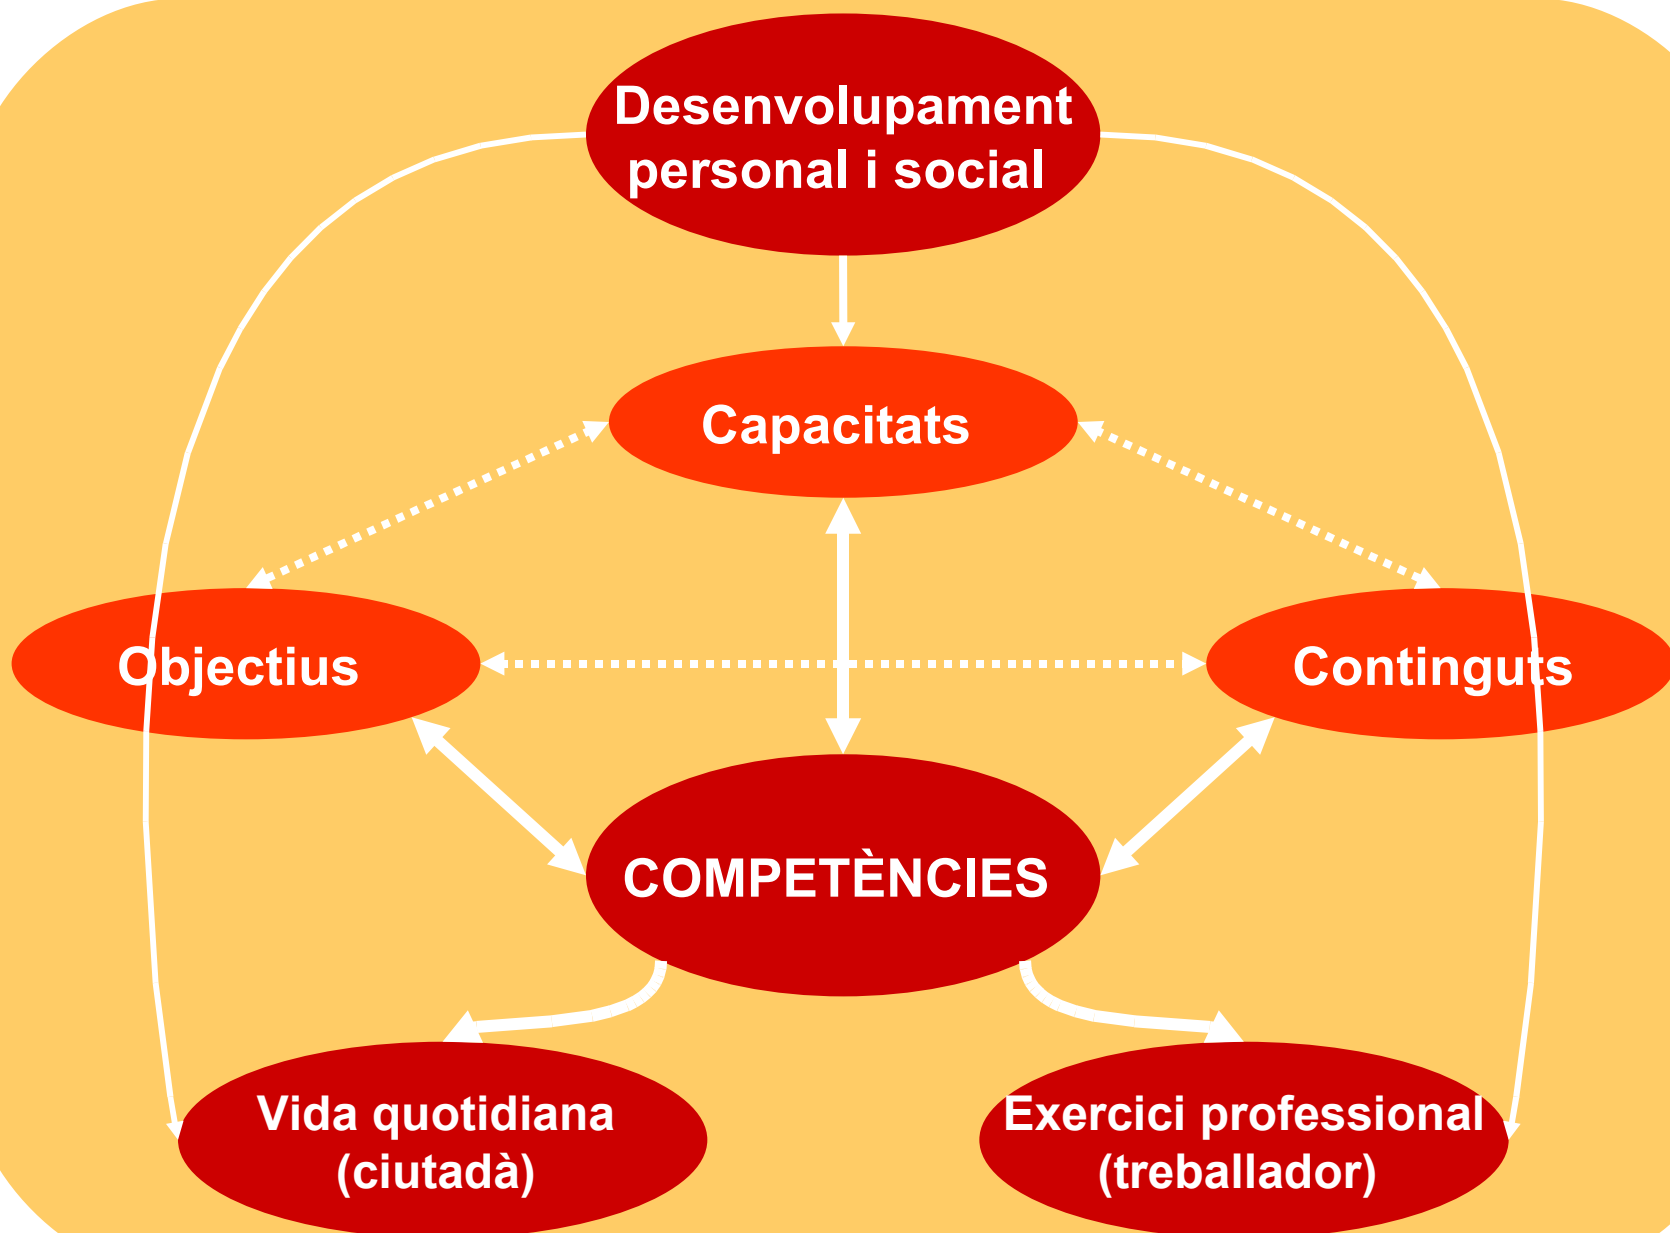 Desenvolupament
personal i social
Capacitats
Objectius
Continguts
COMPETÈNCIES
Vida quotidiana
(ciutadà)
Exercici professional
(treballador)